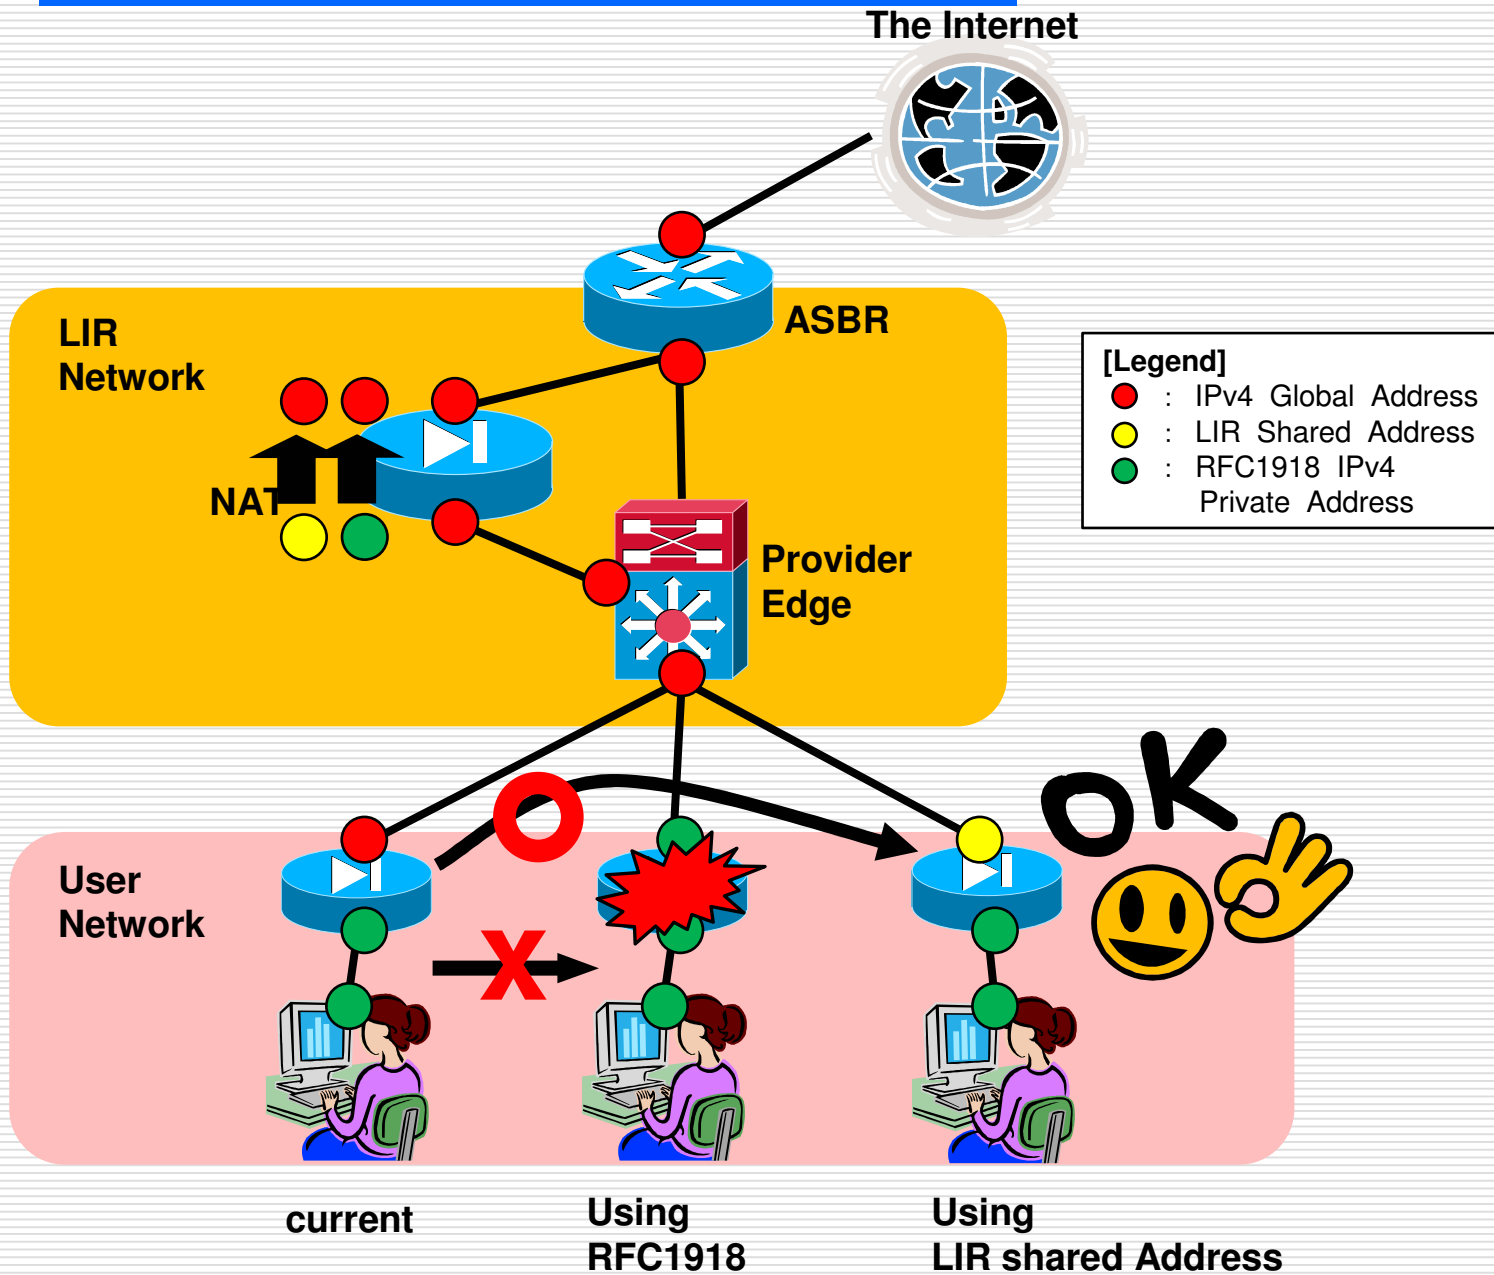 The Internet
ASBR
LIR
Network
[Legend]
: IPv4 Global Address
: LIR Shared Address
: RFC1918 IPv4
Private Address
NAT
Provider
Edge
OK
User
Network
X
current
Using
RFC1918
Using
LIR shared Address